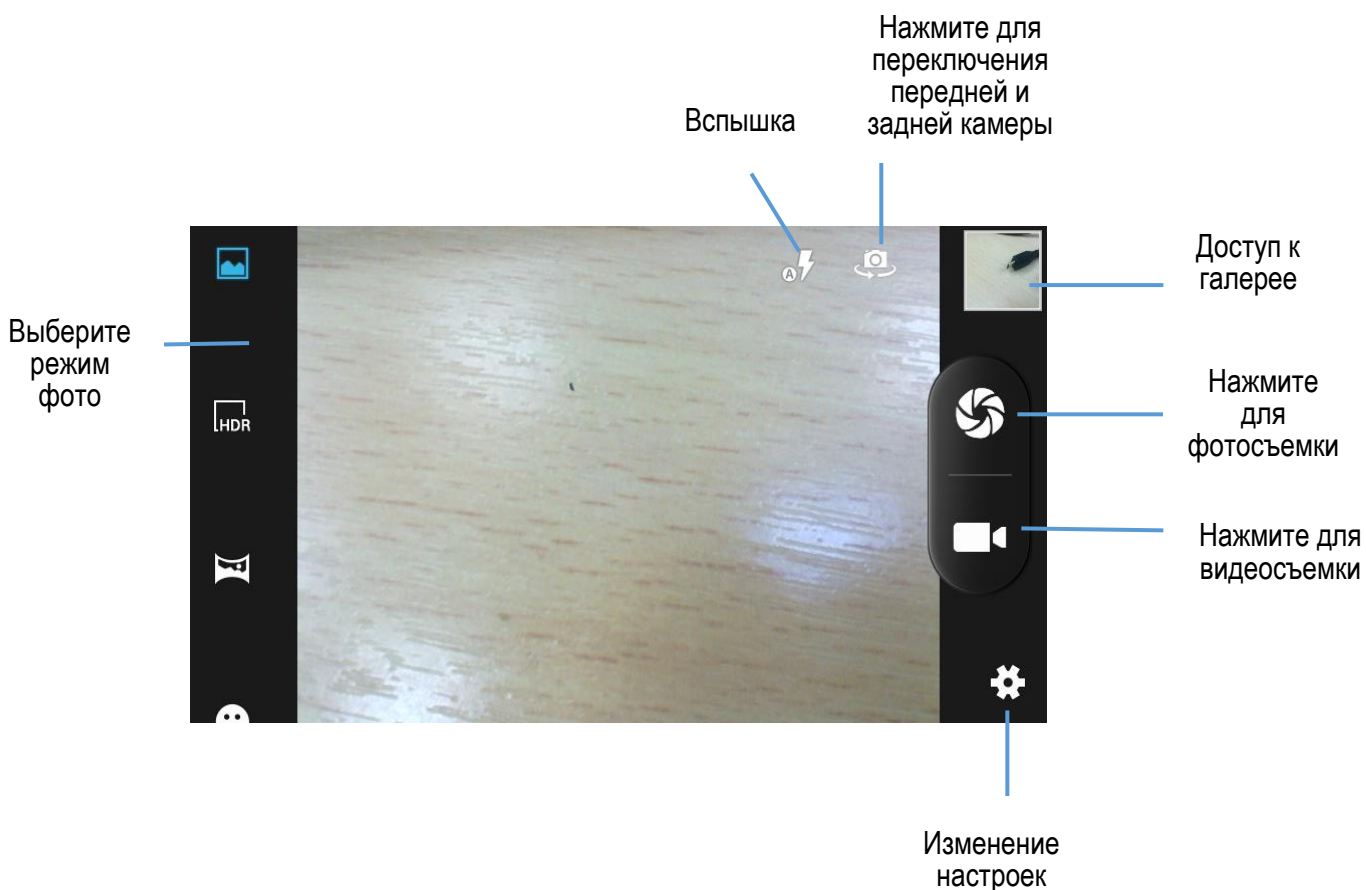 Нажмите для
переключения
передней и
задней камеры
Вспышка
Доступ к
галерее
Выберите
режим
фото
HDR
A
Нажмите
для
фотосъемки
Нажмите для
видеосъемки
Изменение
настроек